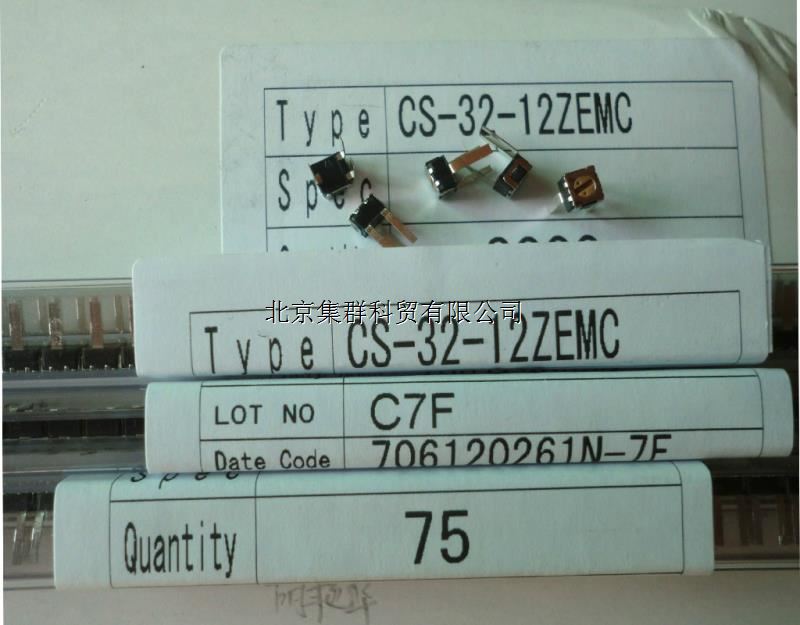 Type CS-32-12ZEMC
Spec
北京集群科贸有限公司
Type CS-32-12ZEMC
LOT NO C7F
Date Code 706120261N-7F
Spec
Quantity 75